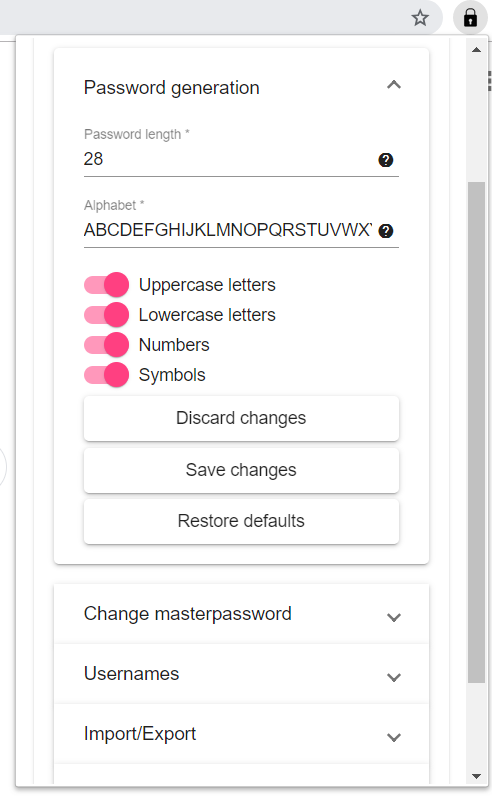 Password generation
Password length *
28
Alphabet *
ABCDEFGHIJKLMNOPQRSTUVWX
Uppercase letters
Lowercase letters
Numbers
Symbols
Discard changes
Save changes
Restore defaults
Change masterpassword
Usernames
Import/Export